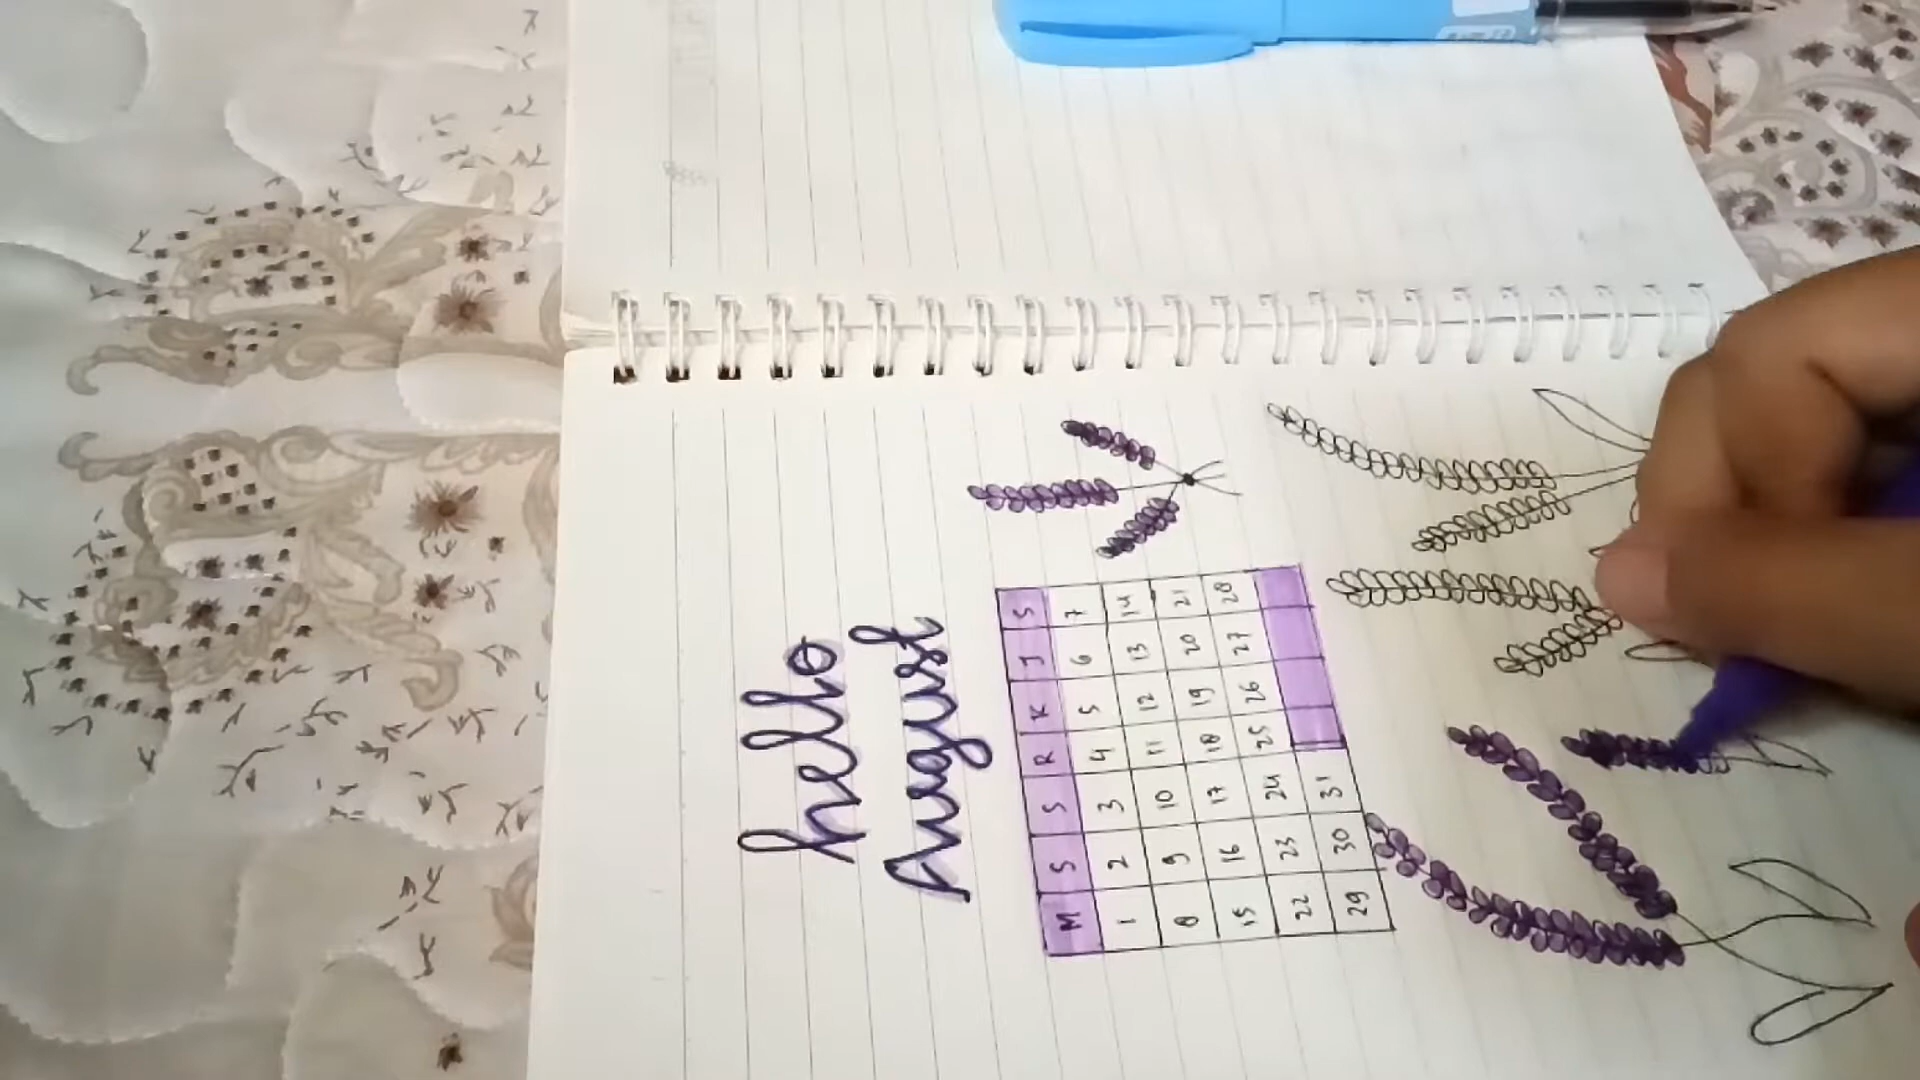 hello
August
M S S R K J S
1 2 3 4 5 6 7
8 9 10 11 12 13 14
15 16 17 18 19 20 21
22 23 24 25 26 27 28
29 30 31